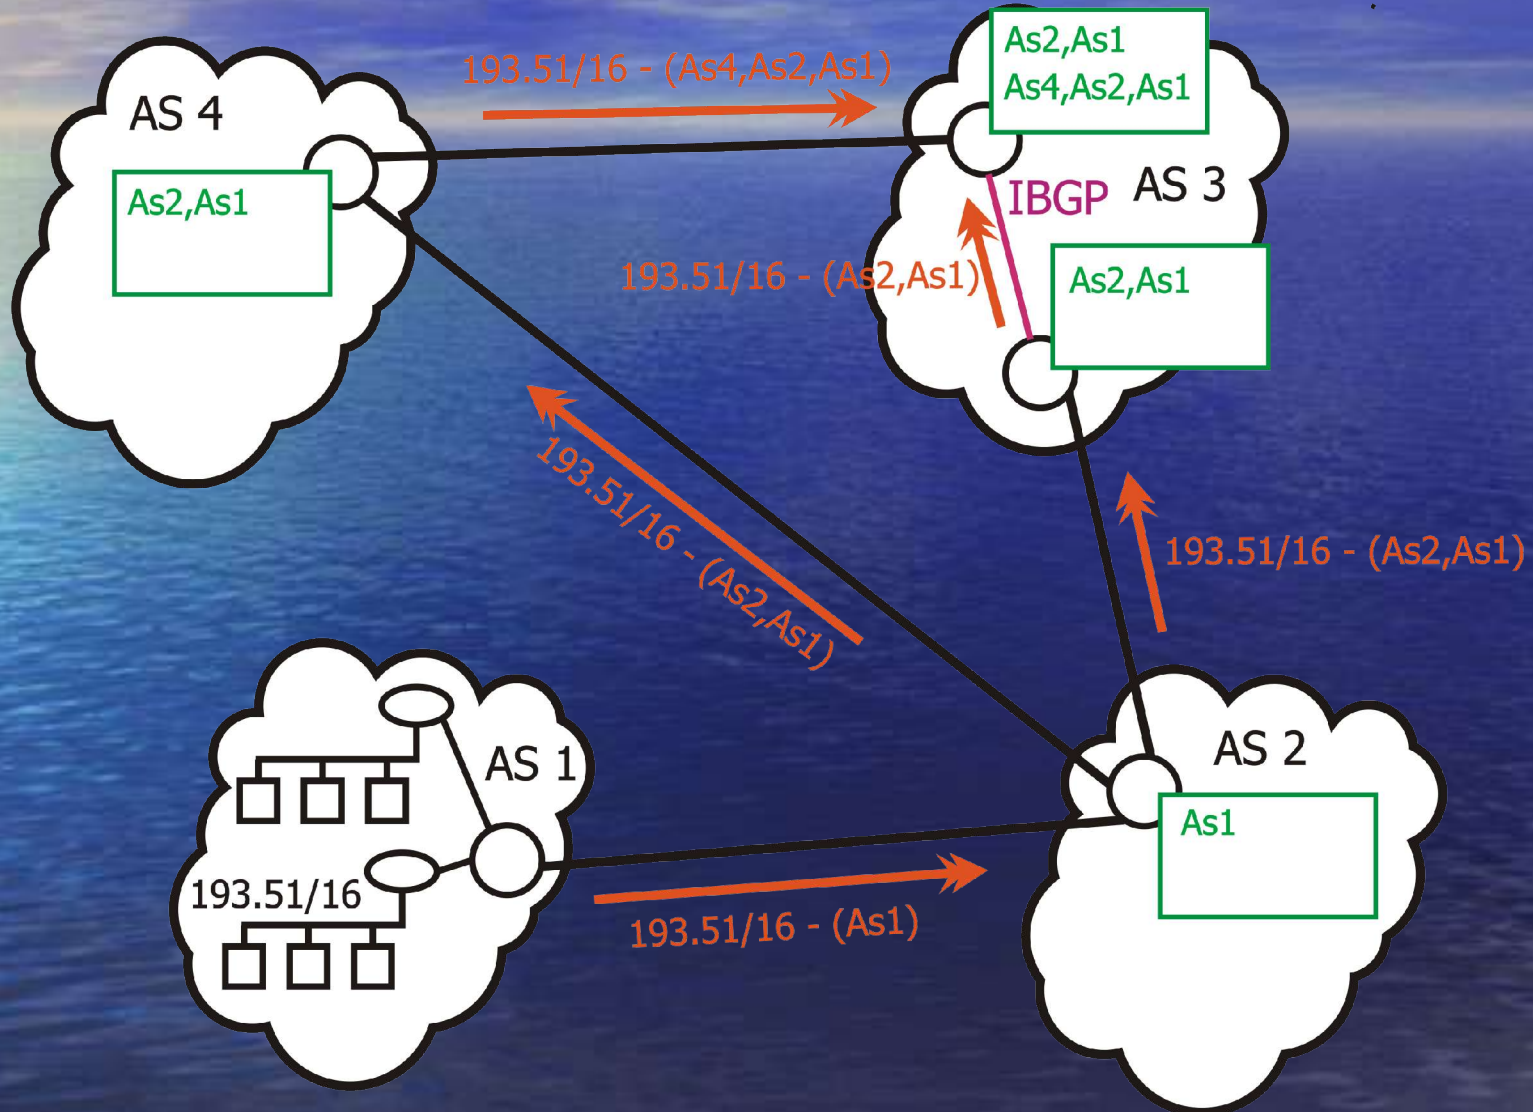 193.51/16 - (As4,As2,As1)
As2,As1
As4,As2,As1
AS 4
As2,As1
IBGP
AS 3
193.51/16 - (As2,As1)
As2,As1
193.51/16 - (As2,As1)
193.51/16 - (As2,As1)
AS 1
AS 2
As1
193.51/16
193.51/16 - (As1)